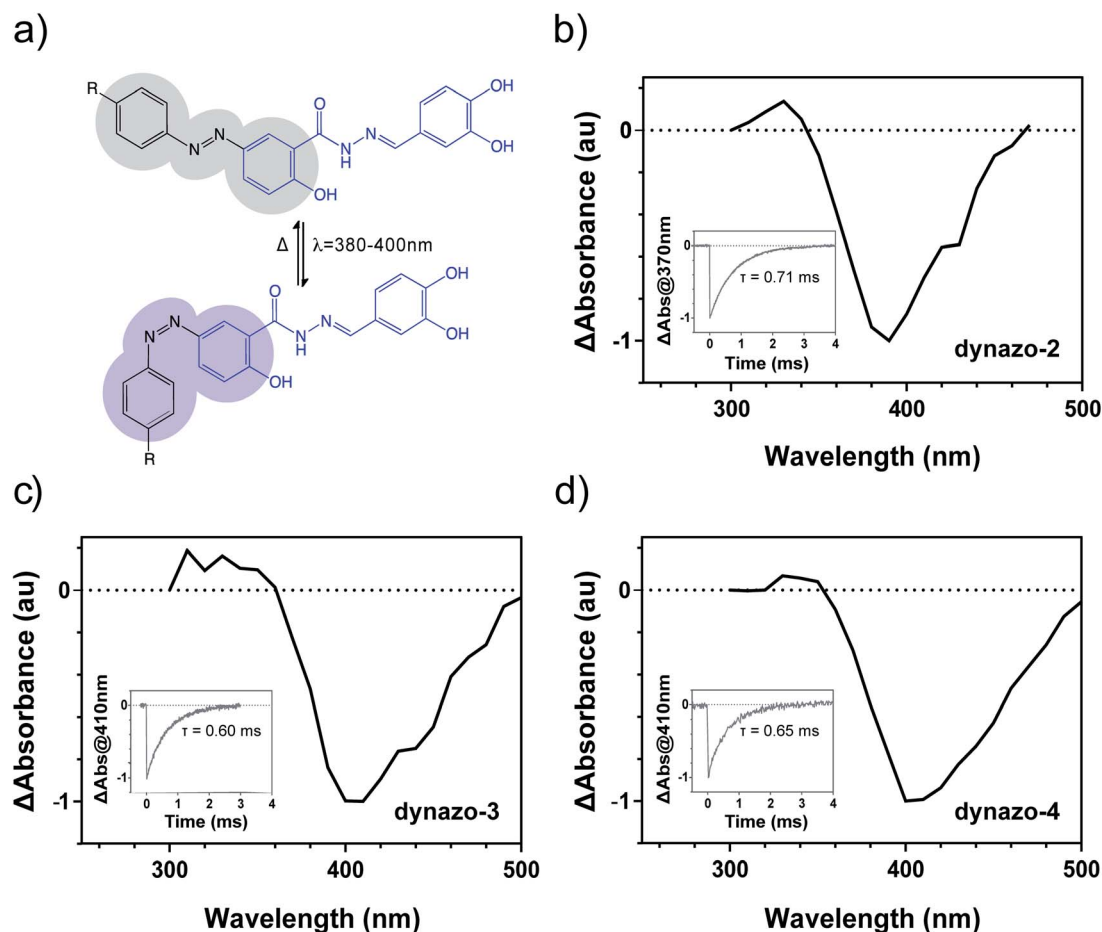 a)
R
N
N
O
N
H
N
OH
OH
OH
Δ
λ=380-400nm
N
N
O
N
H
N
OH
OH
OH
R
b)
ΔAbsorbance (au)
0
-1
300
400
500
Wavelength (nm)
dynazo-2
ΔAbs@370nm
0
-1
τ = 0.71 ms
0
1
2
3
4
Time (ms)
c)
ΔAbsorbance (au)
0
-1
300
400
500
Wavelength (nm)
dynazo-3
ΔAbs@410nm
0
-1
τ = 0.60 ms
0
1
2
3
4
Time (ms)
d)
ΔAbsorbance (au)
0
-1
300
400
500
Wavelength (nm)
dynazo-4
ΔAbs@410nm
0
-1
τ = 0.65 ms
0
1
2
3
4
Time (ms)